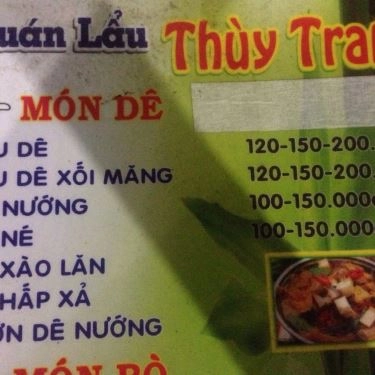 uán Lẩu Thùy Tra
MÓN DÊ
U DÊ 120-150-200.
U DÊ XỐI MĂNG 120-150-200.
NƯỚNG 100-150.000
NÉ 100-150.000
XÀO LĂN
HẤP XẢ
ỜN DÊ NƯỚNG
MÓN BÒ